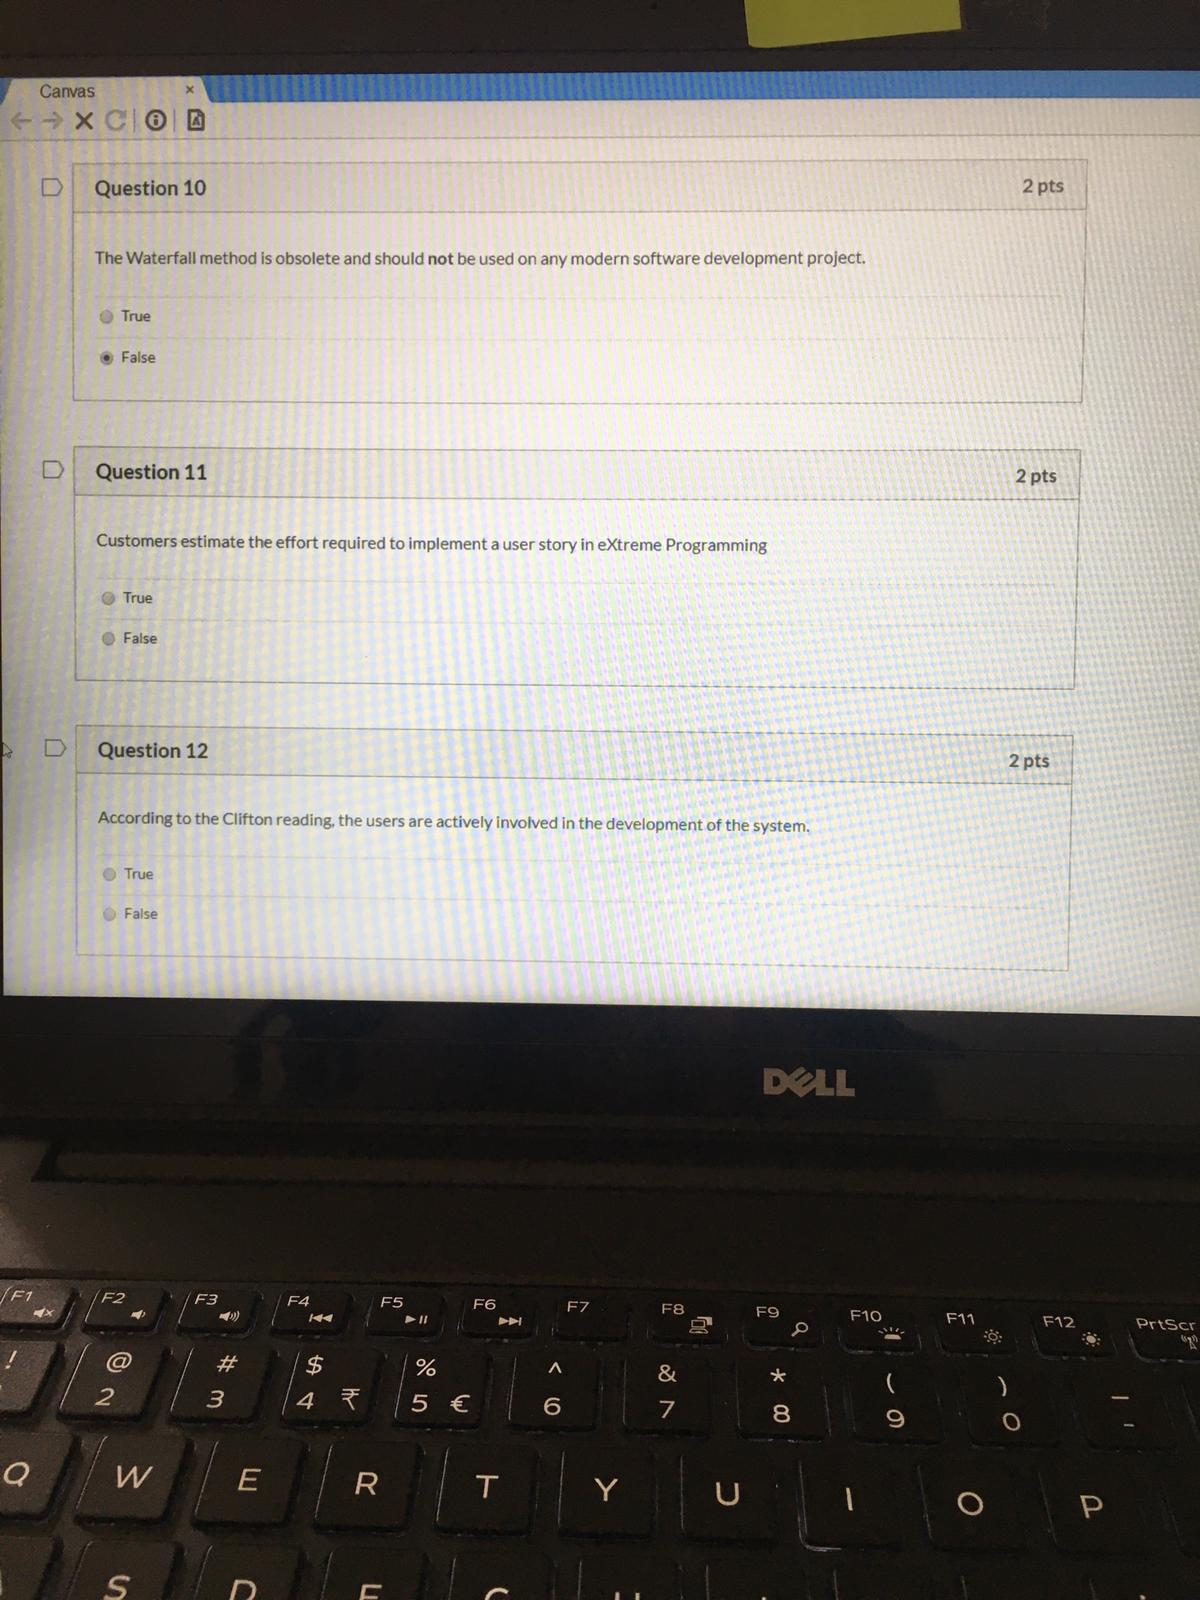 Canvas
×
Question 10
2 pts
The Waterfall method is obsolete and should not be used on any modern software development project.
True
False
Question 11
2 pts
Customers estimate the effort required to implement a user story in eXtreme Programming
True
False
Question 12
2 pts
According to the Clifton reading, the users are actively involved in the development of the system.
True
False
DELL
F1 F2 F3 F4 F5 F6 F7 F8 F9 F10 F11 F12 PrtScr
! @ # $ % ^ & * ( ) _
2 3 4 ₹ 5 € 6 7 8 9 0 -
Q W E R T Y U I O P
S D